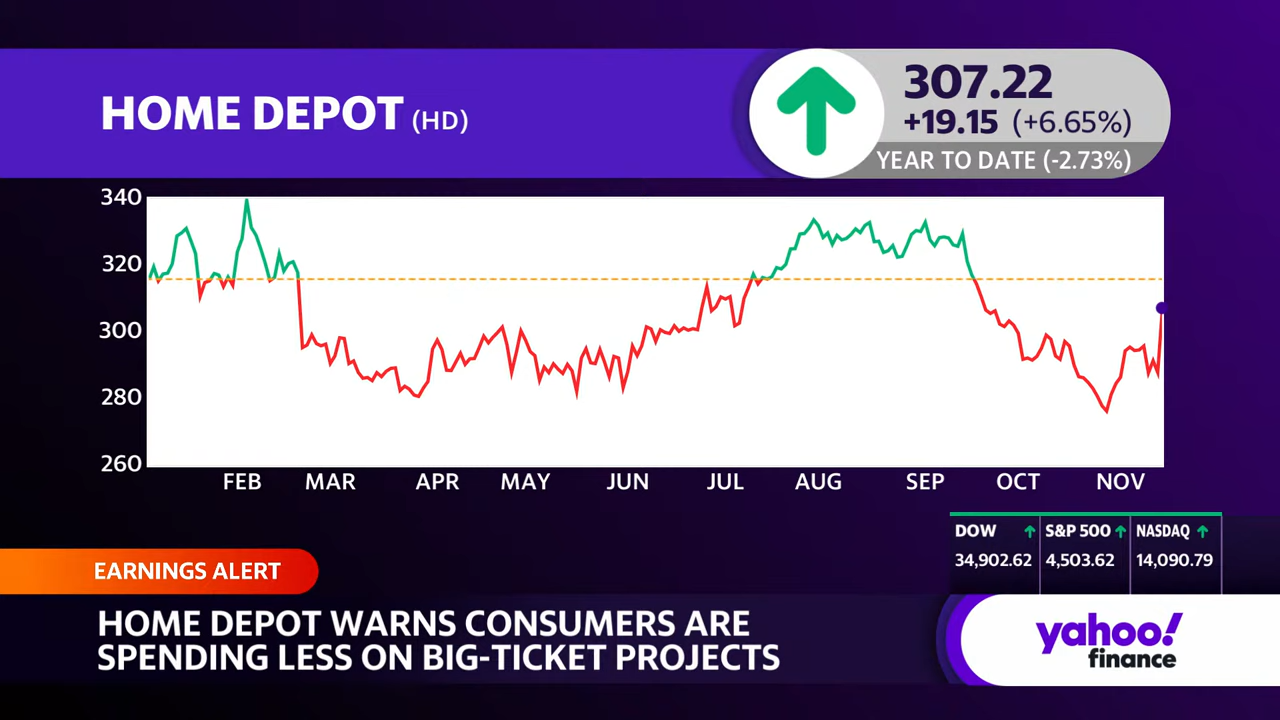 HOME DEPOT (HD)
307.22
+19.15 (+6.65%)
YEAR TO DATE (-2.73%)
340
320
300
280
260
FEB MAR APR MAY JUN JUL AUG SEP OCT NOV
DOW S&P 500 NASDAQ
34,902.62 4,503.62 14,090.79
EARNINGS ALERT
HOME DEPOT WARNS CONSUMERS ARE
SPENDING LESS ON BIG-TICKET PROJECTS
yahoo!
finance